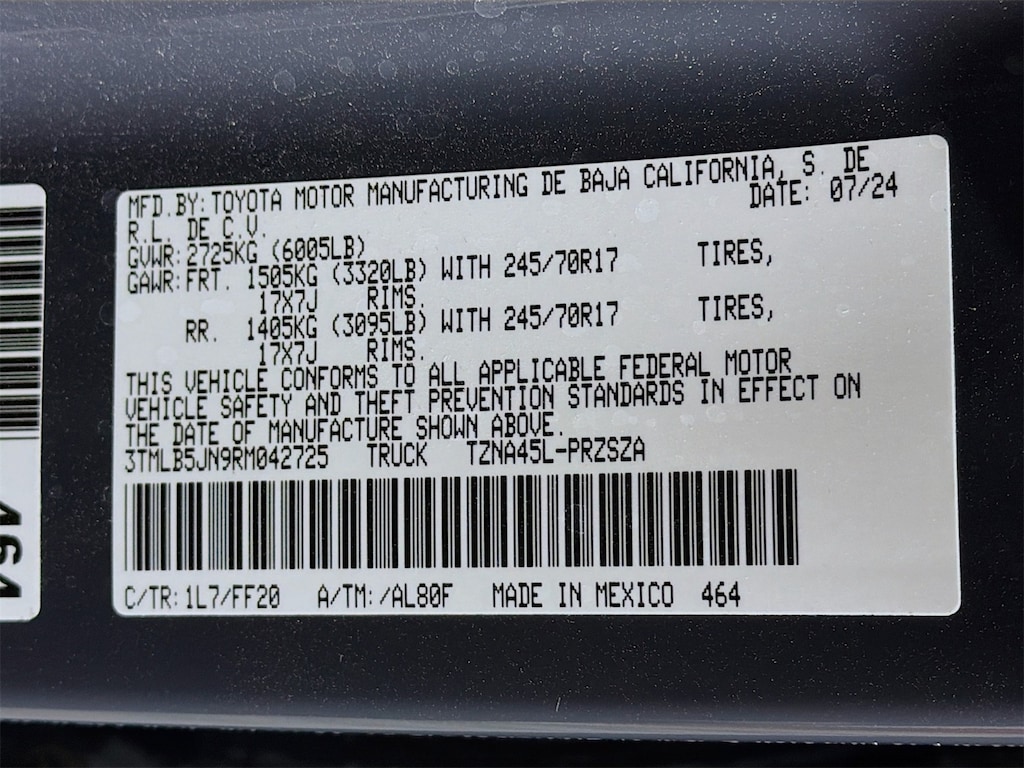 MFD.BY:TOYOTA MOTOR MANUFACTURING DE BAJA CALIFORNIA, S. DE
R.L. DE C.V. DATE: 07/24
GVWR:2725KG (6005LB)
GAWR:FRT. 1505KG (3320LB) WITH 245/70R17 TIRES,
17X7J RIMS.
RR. 1405KG (3095LB) WITH 245/70R17 TIRES,
17X7J RIMS.
THIS VEHICLE CONFORMS TO ALL APPLICABLE FEDERAL MOTOR
VEHICLE SAFETY AND THEFT PREVENTION STANDARDS IN EFFECT ON
THE DATE OF MANUFACTURE SHOWN ABOVE.
3TMLB5JN9RM042725 TRUCK TZNA45L-PRZSZA
C/TR:1L7/FF20 A/TM:/AL80F MADE IN MEXICO 464
464